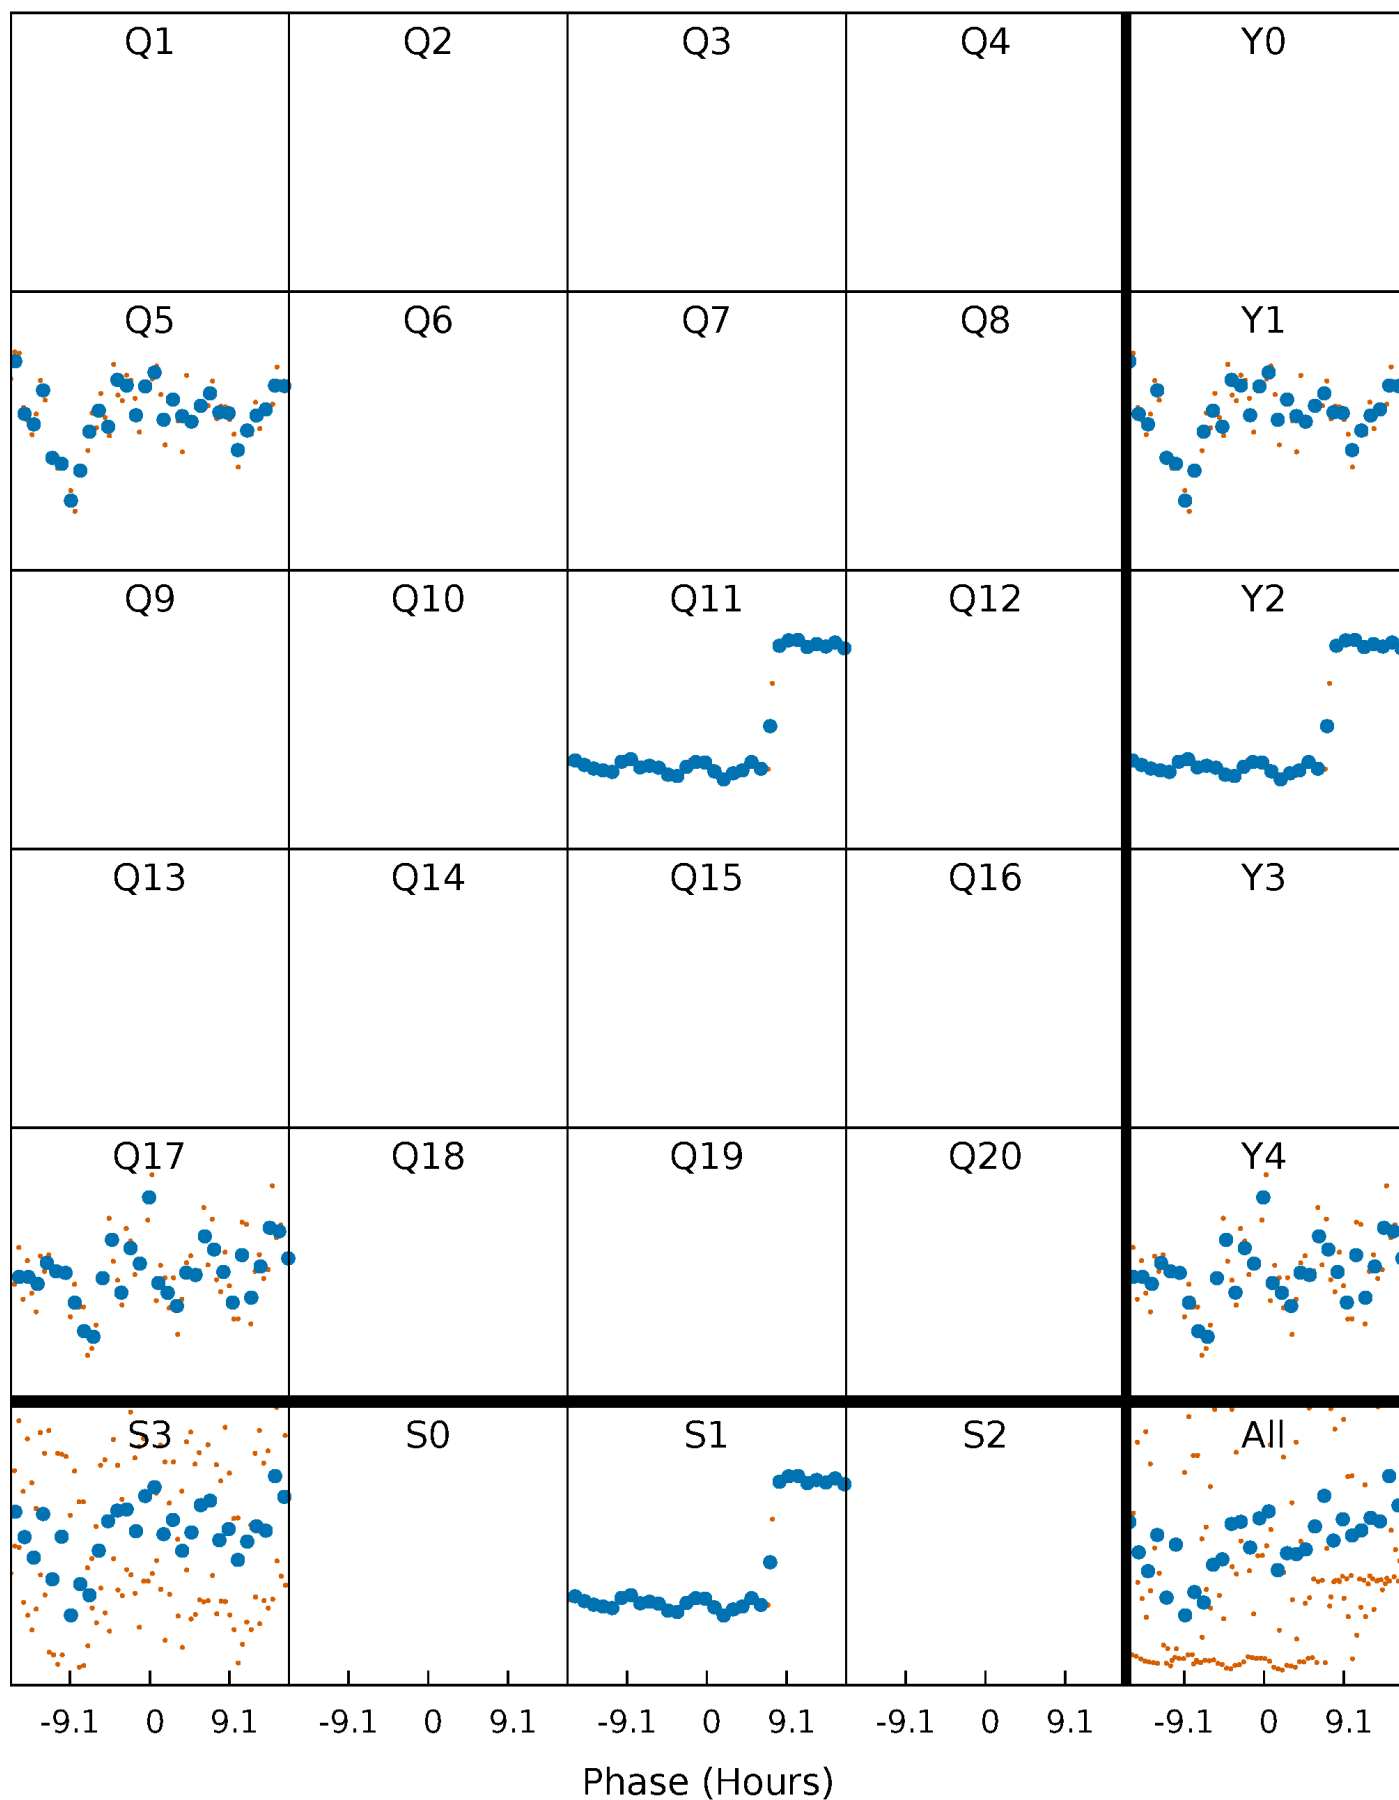 Q1 Q2 Q3 Q4 Y0
Q5 Q6 Q7 Q8 Y1
Q9 Q10 Q11 Q12 Y2
Q13 Q14 Q15 Q16 Y3
Q17 Q18 Q19 Q20 Y4
S3 S0 S1 S2 All
-9.1 0 9.1 -9.1 0 9.1 -9.1 0 9.1 -9.1 0 9.1 -9.1 0 9.1
Phase (Hours)